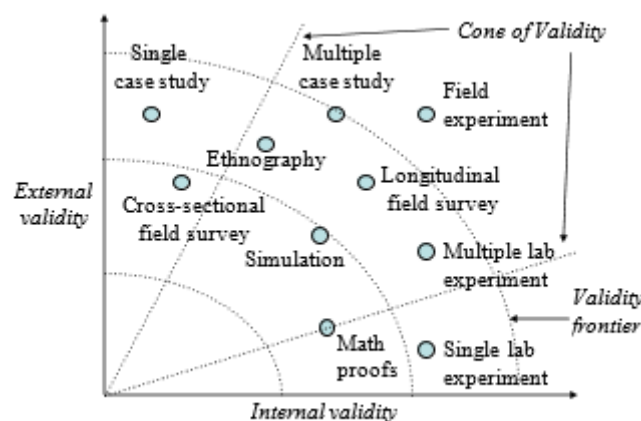 Single
case study
Multiple
case study
Cone of Validity
Field
experiment
Ethnography
External
validity
Longitudinal
field survey
Cross-sectional
field survey
Simulation
Multiple lab
experiment
Validity
frontier
Math
proofs
Single lab
experiment
Internal validity